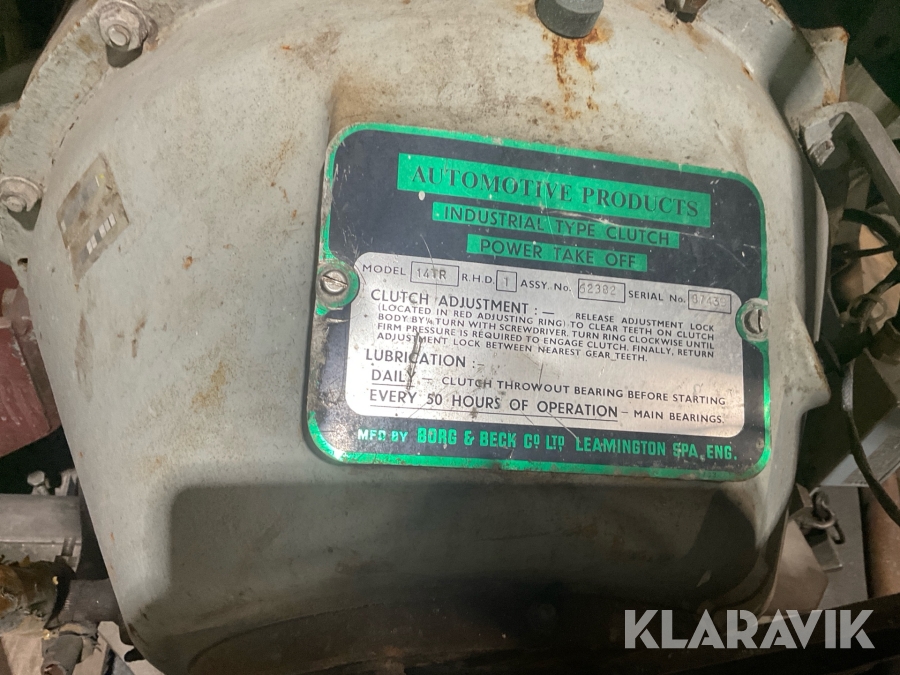 AUTOMOTIVE PRODUCTS
INDUSTRIAL TYPE CLUTCH
POWER TAKE OFF
MODEL 14TR R.H.D. 1 ASSY. No. 62302 SERIAL No.
CLUTCH ADJUSTMENT :— RELEASE ADJUSTMENT LOCK
(LOCATED IN RED ADJUSTING RING) TO CLEAR TEETH ON CLUTCH
BODY BY ¼ TURN WITH SCREWDRIVER. TURN RING CLOCKWISE UNTIL
FIRM PRESSURE IS REQUIRED TO ENGAGE CLUTCH. FINALLY, RETURN
ADJUSTMENT LOCK BETWEEN NEAREST GEAR TEETH.
LUBRICATION :-
DAILY — CLUTCH THROWOUT BEARING BEFORE STARTING
EVERY 50 HOURS OF OPERATION — MAIN BEARINGS.
MFD BY BORG & BECK CO LTD LEAMINGTON SPA, ENG.
KLARAVIK